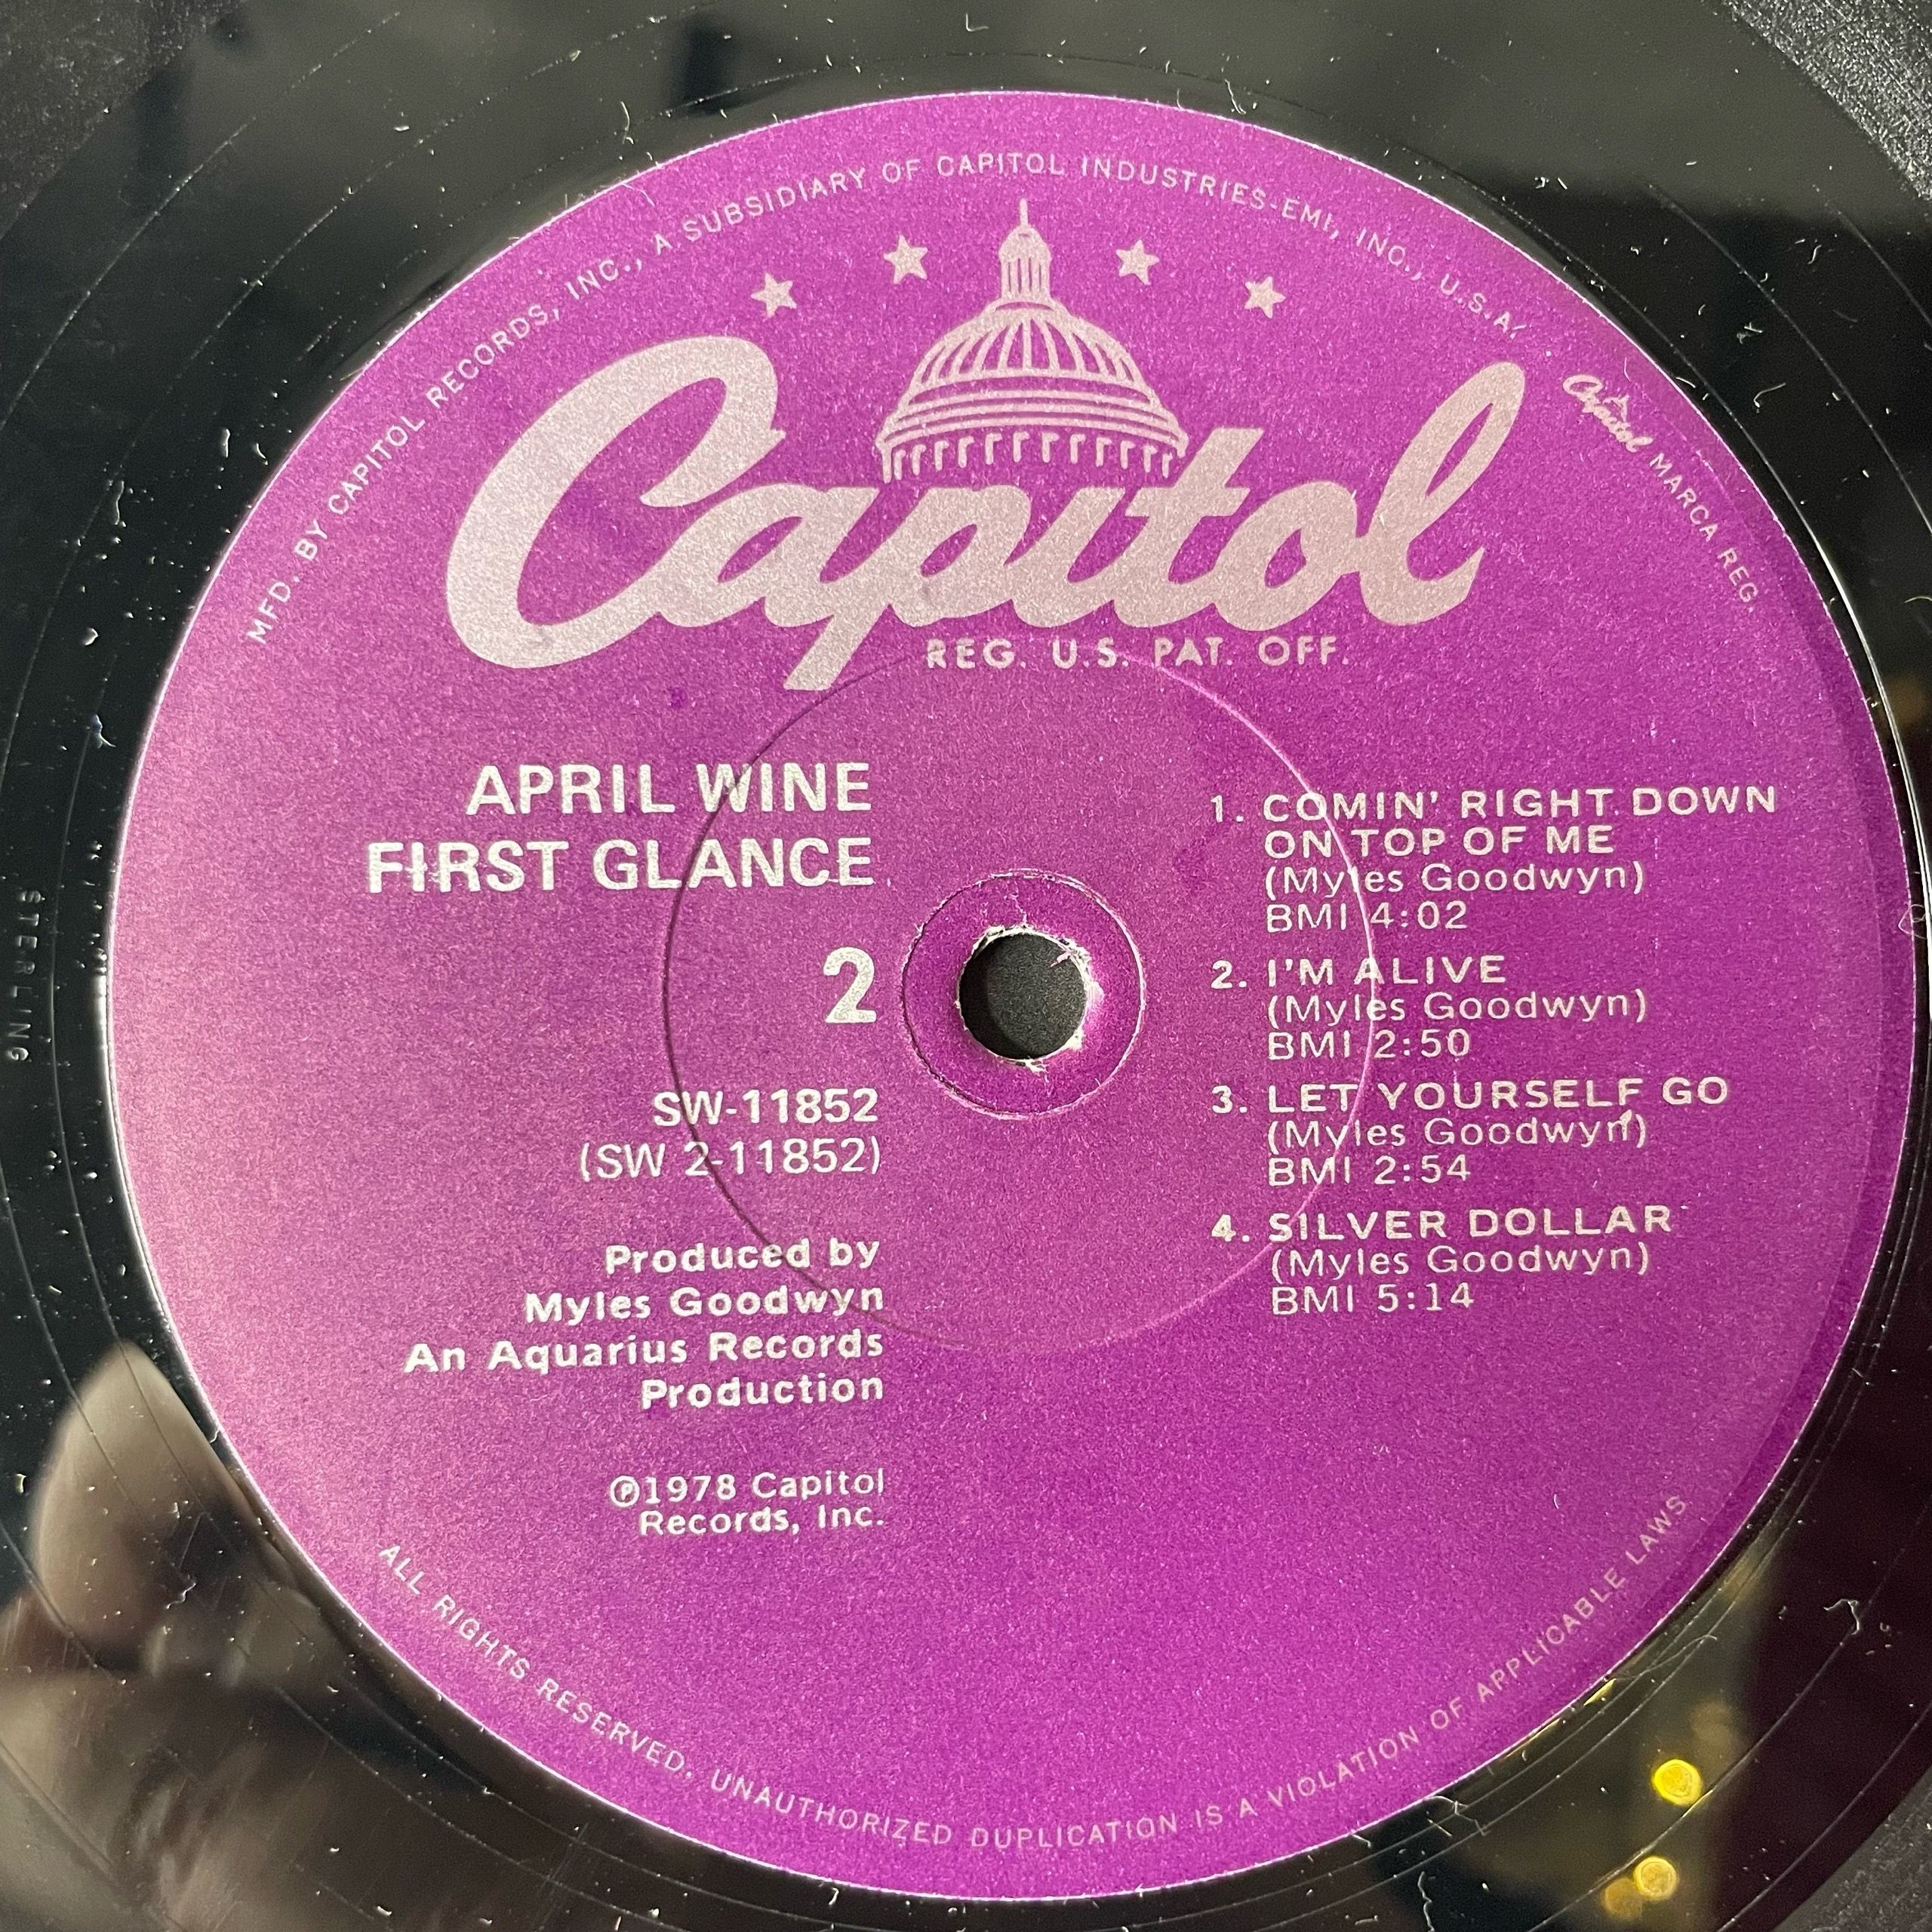 MFD. BY CAPITOL RECORDS, INC., A SUBSIDIARY OF CAPITOL INDUSTRIES-EMI, INC., U.S.A. Capitol MARCA REG.
Capitol
REG. U.S. PAT. OFF.
APRIL WINE
FIRST GLANCE
2
SW-11852
(SW 2-11852)
Produced by
Myles Goodwyn
An Aquarius Records
Production
℗1978 Capitol
Records, Inc.
1. COMIN' RIGHT DOWN
ON TOP OF ME
(Myles Goodwyn)
BMI 4:02
2. I'M ALIVE
(Myles Goodwyn)
BMI 2:50
3. LET YOURSELF GO
(Myles Goodwyn)
BMI 2:54
4. SILVER DOLLAR
(Myles Goodwyn)
BMI 5:14
ALL RIGHTS RESERVED. UNAUTHORIZED DUPLICATION IS A VIOLATION OF APPLICABLE LAWS
STERLING